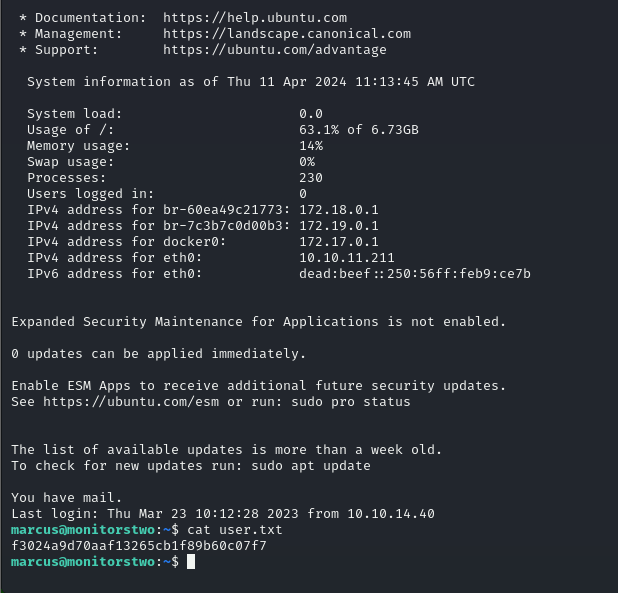 * Documentation:  https://help.ubuntu.com
* Management:     https://landscape.canonical.com
* Support:        https://ubuntu.com/advantage
System information as of Thu 11 Apr 2024 11:13:45 AM UTC
System load:                      0.0
Usage of /:                       63.1% of 6.73GB
Memory usage:                     14%
Swap usage:                       0%
Processes:                        230
Users logged in:                  0
IPv4 address for br-60ea49c21773: 172.18.0.1
IPv4 address for br-7c3b7c0d00b3: 172.19.0.1
IPv4 address for docker0:         172.17.0.1
IPv4 address for eth0:            10.10.11.211
IPv6 address for eth0:            dead:beef::250:56ff:feb9:ce7b
Expanded Security Maintenance for Applications is not enabled.
0 updates can be applied immediately.
Enable ESM Apps to receive additional future security updates.
See https://ubuntu.com/esm or run: sudo pro status
The list of available updates is more than a week old.
To check for new updates run: sudo apt update
You have mail.
Last login: Thu Mar 23 10:12:28 2023 from 10.10.14.40
marcus@monitorstwo:~$ cat user.txt
f3024a9d70aaf13265cb1f89b60c07f7
marcus@monitorstwo:~$